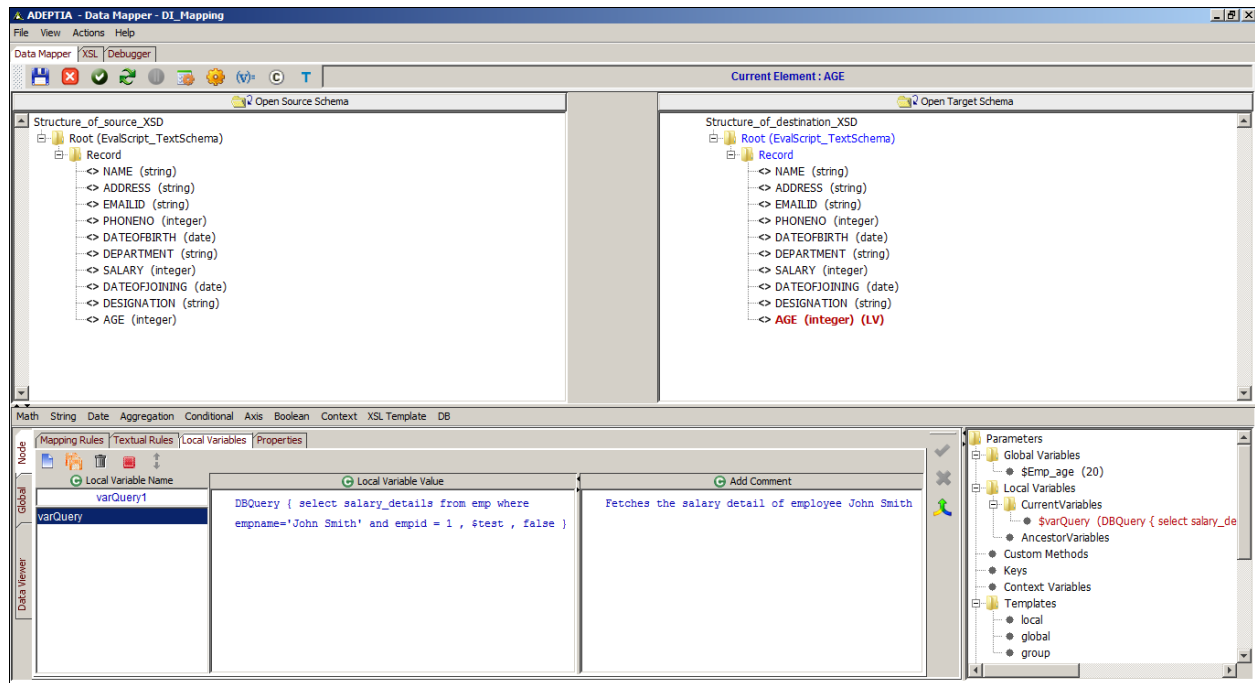 ADEPTIA - Data Mapper - DI_Mapping
File View Actions Help
Data Mapper XSL Debugger
(v)= C T Current Element : AGE
Open Source Schema
Open Target Schema
Structure_of_source_XSD
Root (EvalScript_TextSchema)
Record
<> NAME (string)
<> ADDRESS (string)
<> EMAILID (string)
<> PHONENO (integer)
<> DATEOFBIRTH (date)
<> DEPARTMENT (string)
<> SALARY (integer)
<> DATEOFJOINING (date)
<> DESIGNATION (string)
<> AGE (integer)
Structure_of_destination_XSD
Root (EvalScript_TextSchema)
Record
<> NAME (string)
<> ADDRESS (string)
<> EMAILID (string)
<> PHONENO (integer)
<> DATEOFBIRTH (date)
<> DEPARTMENT (string)
<> SALARY (integer)
<> DATEOFJOINING (date)
<> DESIGNATION (string)
<> AGE (integer) (LV)
Math String Date Aggregation Conditional Axis Boolean Context XSL Template DB
Node
Global
Data Viewer
Mapping Rules Textual Rules Local Variables Properties
Local Variable Name
varQuery1
varQuery
Local Variable Value
DBQuery { select salary_details from emp where
empname='John Smith' and empid = 1 , $test , false }
Add Comment
Fetches the salary detail of employee John Smith
Parameters
Global Variables
$Emp_age (20)
Local Variables
CurrentVariables
$varQuery (DBQuery { select salary_de
AncestorVariables
Custom Methods
Keys
Context Variables
Templates
local
global
group